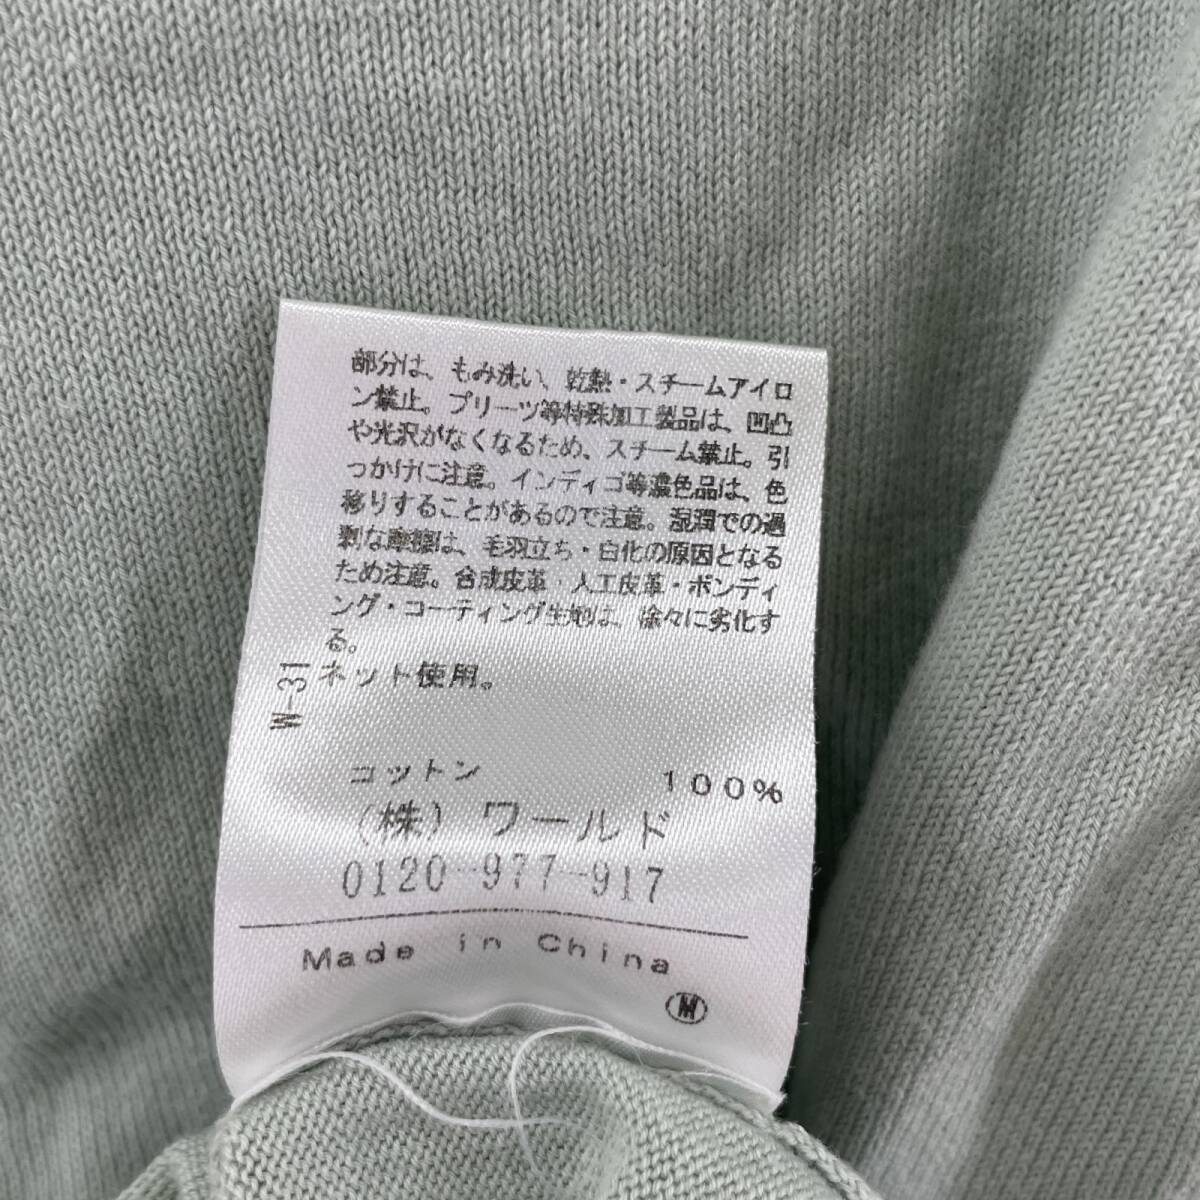 部分は、もみ洗い、乾熱・スチームアイロ
ン禁止。プリーツ等特殊加工製品は、凹凸
や光沢がなくなるため、スチーム禁止。引
っかけに注意。インディゴ等濃色品は、色
移りすることがあるので注意。湿潤での過
剰な摩擦は、毛羽立ち・白化の原因となる
ため注意。合成皮革・人工皮革・ボンディ
ング・コーティング生地は、徐々に劣化す
る。
ネット使用。
W-31
コットン 100%
(株)ワールド
0120-977-917
Made in China
M